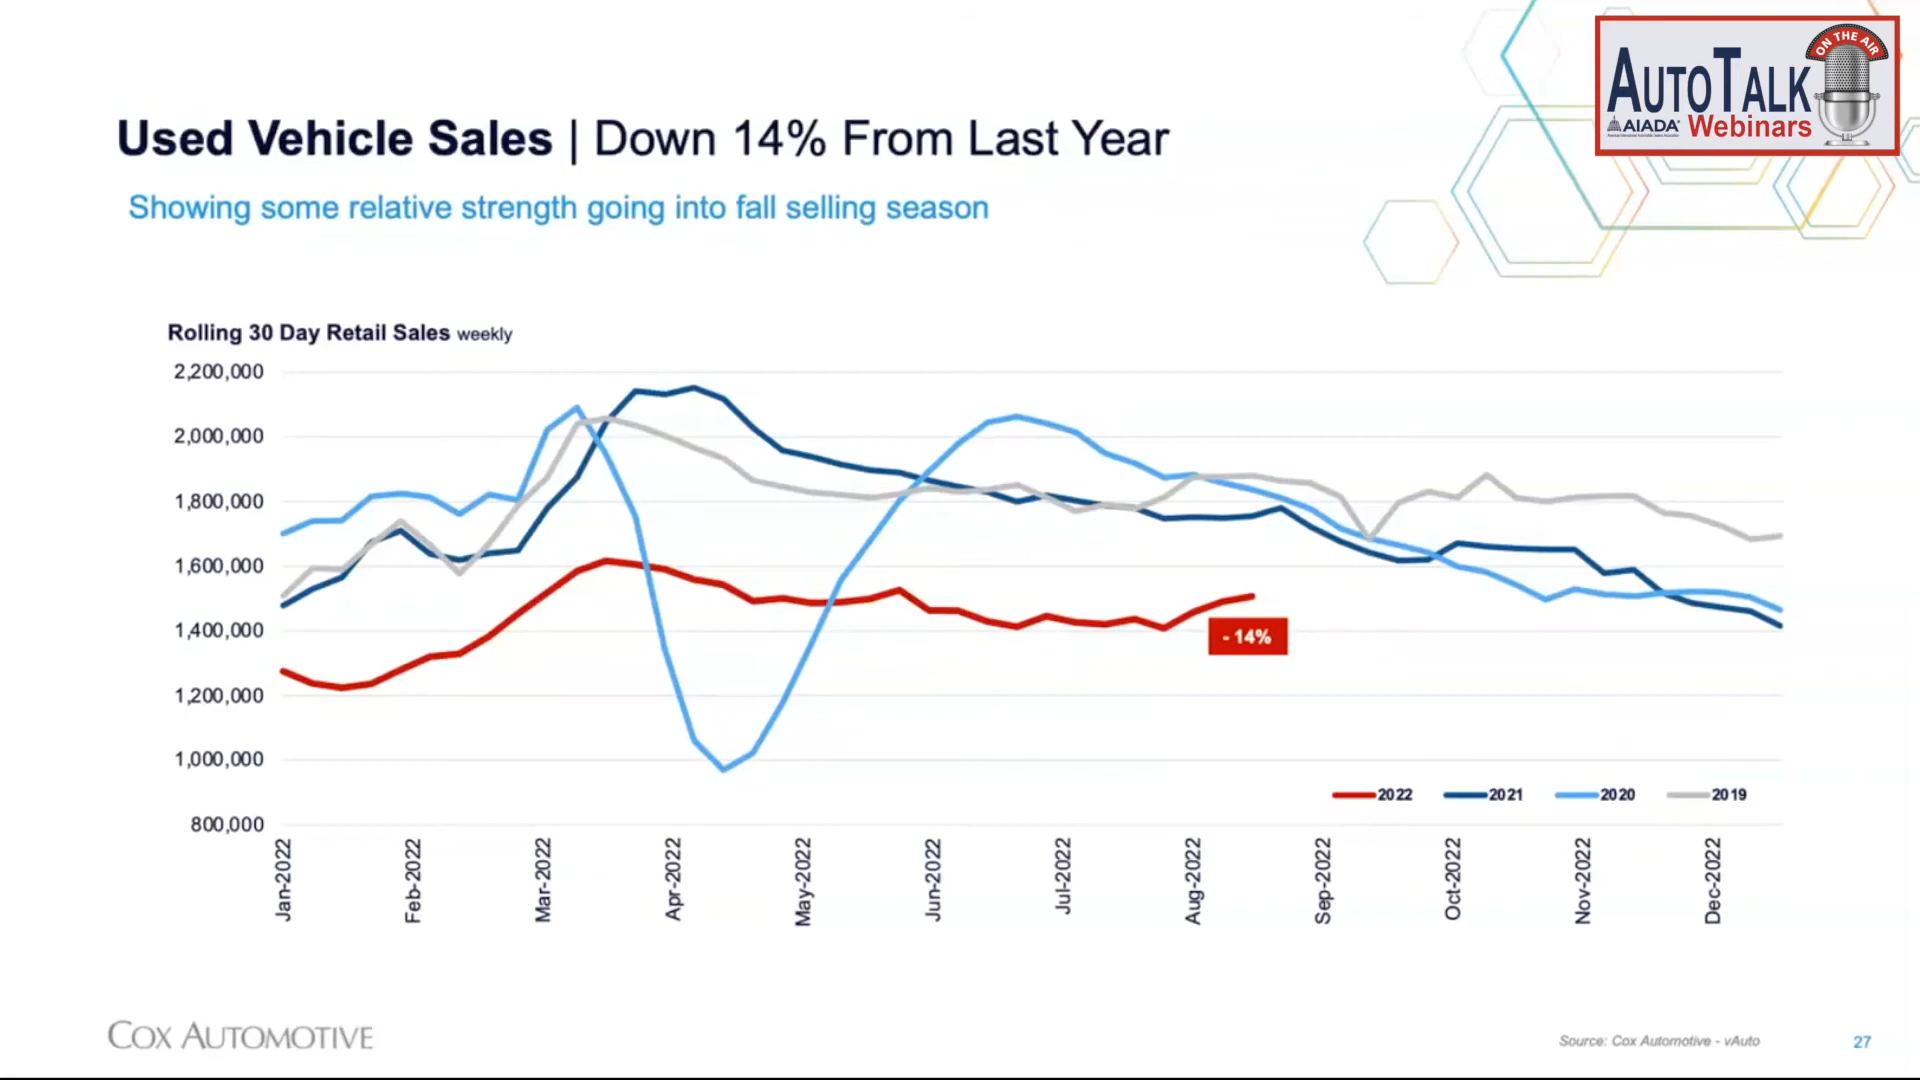 ON THE AIR
AUTOTALK
AIADA Webinars
Used Vehicle Sales | Down 14% From Last Year
Showing some relative strength going into fall selling season
Rolling 30 Day Retail Sales weekly
2,200,000
2,000,000
1,800,000
1,600,000
1,400,000
1,200,000
1,000,000
800,000
- 14%
2022 2021 2020 2019
Jan-2022 Feb-2022 Mar-2022 Apr-2022 May-2022 Jun-2022 Jul-2022 Aug-2022 Sep-2022 Oct-2022 Nov-2022 Dec-2022
COX AUTOMOTIVE
Source: Cox Automotive - vAuto
27